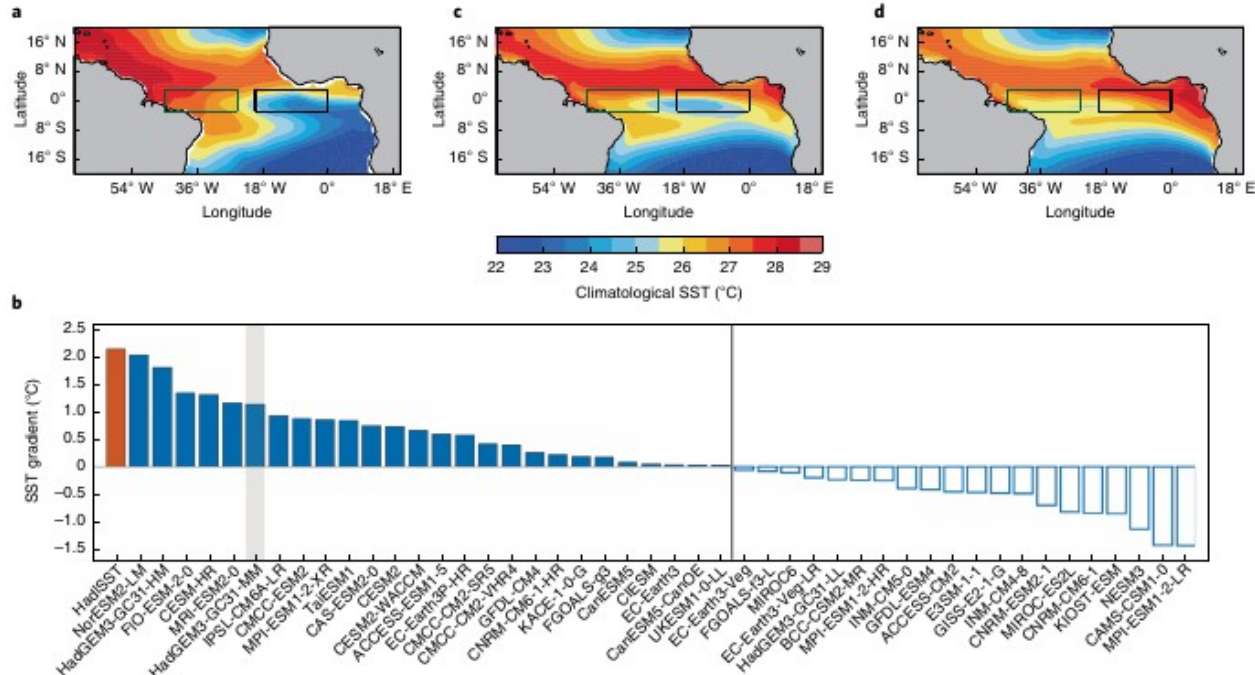 a
c
d
16° N
8° N
0°
8° S
16° S
Latitude
54° W
36° W
18° W
0°
18° E
Longitude
16° N
8° N
0°
8° S
16° S
Latitude
54° W
36° W
18° W
0°
18° E
Longitude
16° N
8° N
0°
8° S
16° S
Latitude
54° W
36° W
18° W
0°
18° E
Longitude
22 23 24 25 26 27 28 29
Climatological SST (°C)
b
SST gradient (°C)
2.5
2.0
1.5
1.0
0.5
0
−0.5
−1.0
−1.5
HadISST
NorESM2-LM
HadGEM3-GC31-HM
FIO-ESM-2-0
CESM-HR
MRI-ESM2-0
HadGEM3-GC31-MM
IPSL-CM6A-LR
CMCC-ESM2
MPI-ESM1-2-XR
TaiESM1
CAS-ESM2-0
CESM2
CESM2-WACCM
ACCESS-ESM1-5
EC-Earth3P-HR
CMCC-CM2-SR5
CMCC-CM2-VHR4
GFDL-CM4
CNRM-CM6-1-HR
KACE-1-0-G
FGOALS-g3
CanESM5
CIESM
EC-Earth3
CanESM5-CanOE
UKESM1-0-LL
EC-Earth3-Veg
FGOALS-f3-L
MIROC6
EC-Earth3-Veg-LR
HadGEM3-GC31-LL
BCC-CSM2-MR
MPI-ESM1-2-HR
INM-CM5-0
GFDL-ESM4
ACCESS-CM2
E3SM1-1
GISS-E2-1-G
INM-CM4-8
CNRM-ESM2-1
MIROC-ES2L
CNRM-CM6-1
KIOST-ESM
NESM3
CAMS-CSM1-0
MPI-ESM1-2-LR